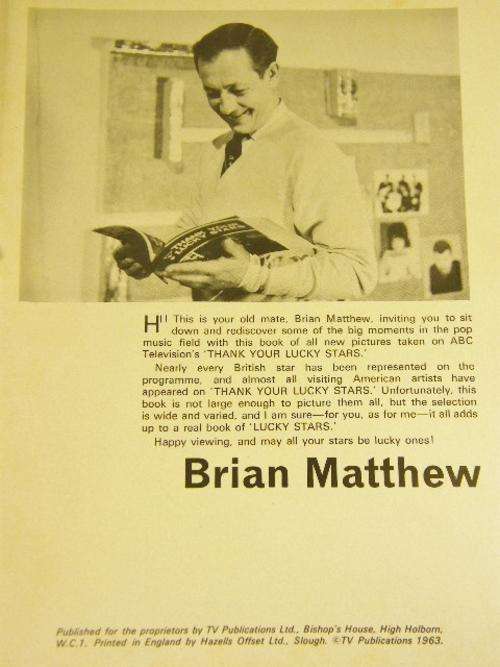 THANK YOUR
LUCKY STARS
HI! This is your old mate, Brian Matthew, inviting you to sit
down and rediscover some of the big moments in the pop
music field with this book of all new pictures taken on ABC
Television's 'THANK YOUR LUCKY STARS.'
Nearly every British star has been represented on the
programme, and almost all visiting American artists have
appeared on 'THANK YOUR LUCKY STARS.' Unfortunately, this
book is not large enough to picture them all, but the selection
is wide and varied, and I am sure—for you, as for me—it all adds
up to a real book of 'LUCKY STARS.'
Happy viewing, and may all your stars be lucky ones!
Brian Matthew
Published for the proprietors by TV Publications Ltd., Bishop's House, High Holborn,
W.C.1. Printed in England by Hazells Offset Ltd., Slough. ©TV Publications 1963.